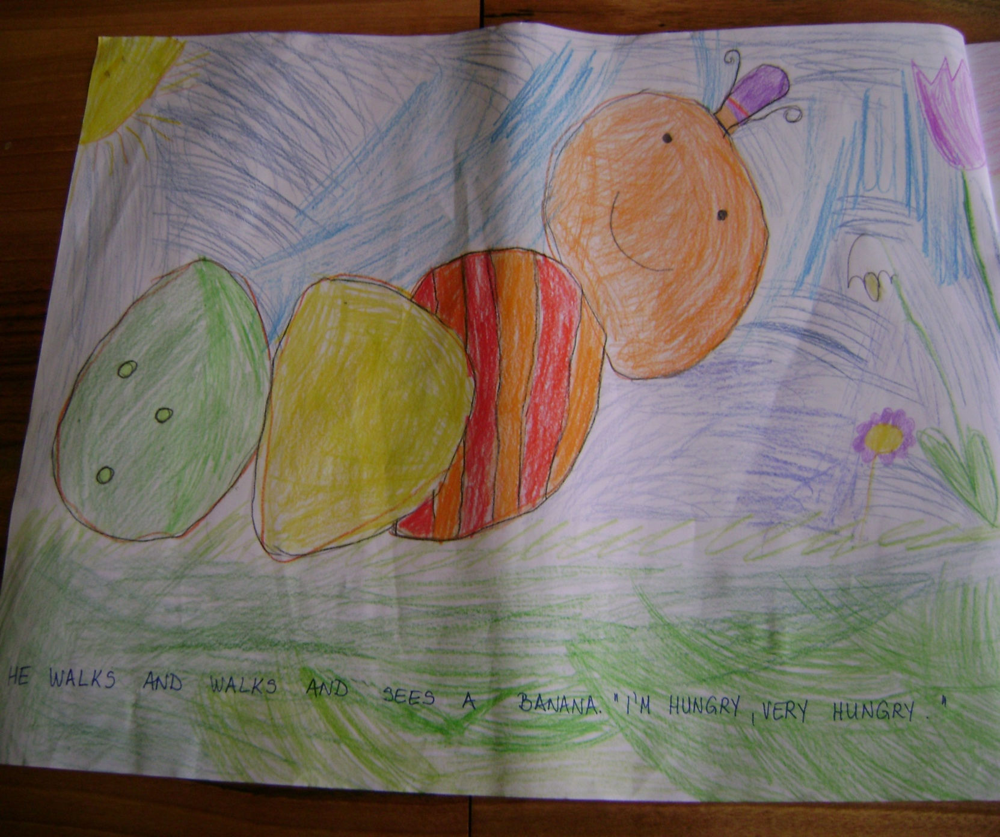 HE WALKS AND WALKS AND SEES A BANANA. "I'M HUNGRY, VERY HUNGRY."